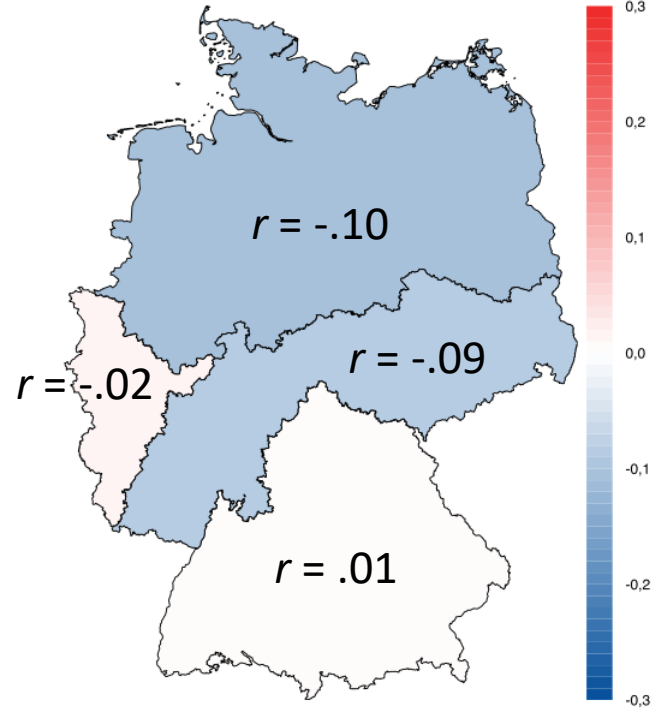 r = -.10
r = -.09
r = -.02
r = .01
0,3
0,2
0,1
0,0
-0,1
-0,2
-0,3